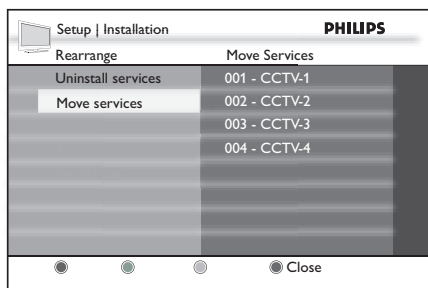 Setup | Installation PHILIPS
Rearrange Move Services
Uninstall services 001 - CCTV-1
Move services 002 - CCTV-2
003 - CCTV-3
004 - CCTV-4
Close